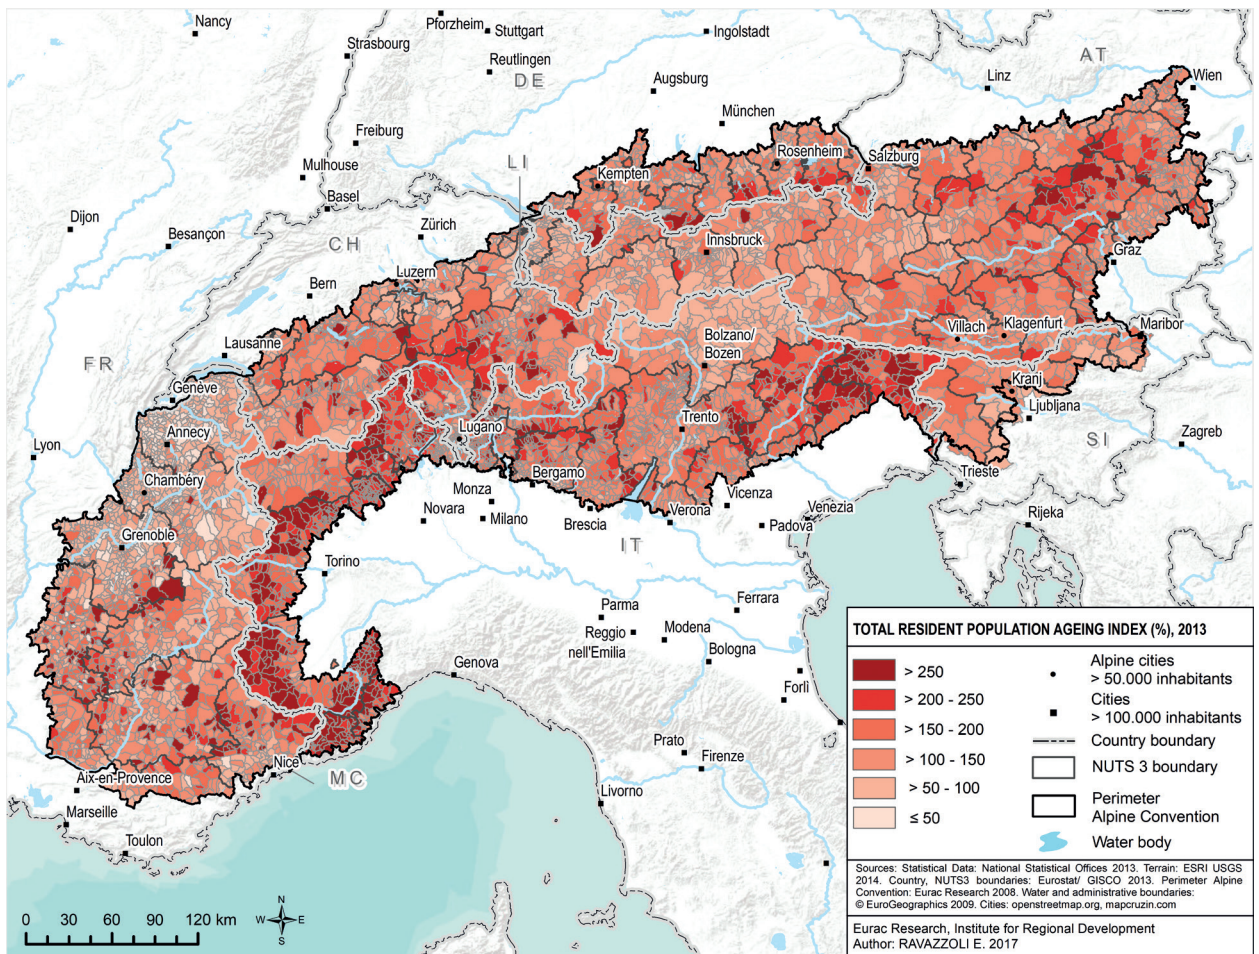 Nancy
Pforzheim
Stuttgart
Ingolstadt
Strasbourg
AT
Reutlingen
DE
Augsburg
Linz
Wien
München
Freiburg
Mulhouse
LI
Rosenheim
Salzburg
Kempten
Basel
Dijon
Zürich
Besançon
CH
Innsbruck
Graz
Luzern
Bern
Villach
Klagenfurt
Maribor
Bolzano/
Bozen
Lausanne
FR
Genéve
Kranj
Ljubljana
Annecy
Lugano
Trento
SI
Lyon
Zagreb
Chambéry
Bergamo
Trieste
Monza
Vicenza
Novara
Milano
Brescia
Verona
Venezia
Padova
Rijeka
Grenoble
IT
Torino
Parma
Ferrara
Reggio
nell'Emilia
Modena
Bologna
Genova
Forlì
Prato
Firenze
Nice
MC
Aix-en-Provence
Livorno
Marseille
Toulon
TOTAL RESIDENT POPULATION AGEING INDEX (%), 2013
> 250
> 200 - 250
> 150 - 200
> 100 - 150
> 50 - 100
≤ 50
Alpine cities
> 50.000 inhabitants
Cities
> 100.000 inhabitants
Country boundary
NUTS 3 boundary
Perimeter
Alpine Convention
Water body
Sources: Statistical Data: National Statistical Offices 2013. Terrain: ESRI USGS
2014. Country, NUTS3 boundaries: Eurostat/ GISCO 2013. Perimeter Alpine
Convention: Eurac Research 2008. Water and administrative boundaries:
© EuroGeographics 2009. Cities: openstreetmap.org, mapcruzin.com
Eurac Research, Institute for Regional Development
Author: RAVAZZOLI E. 2017
0 30 60 90 120 km
N
W E
S